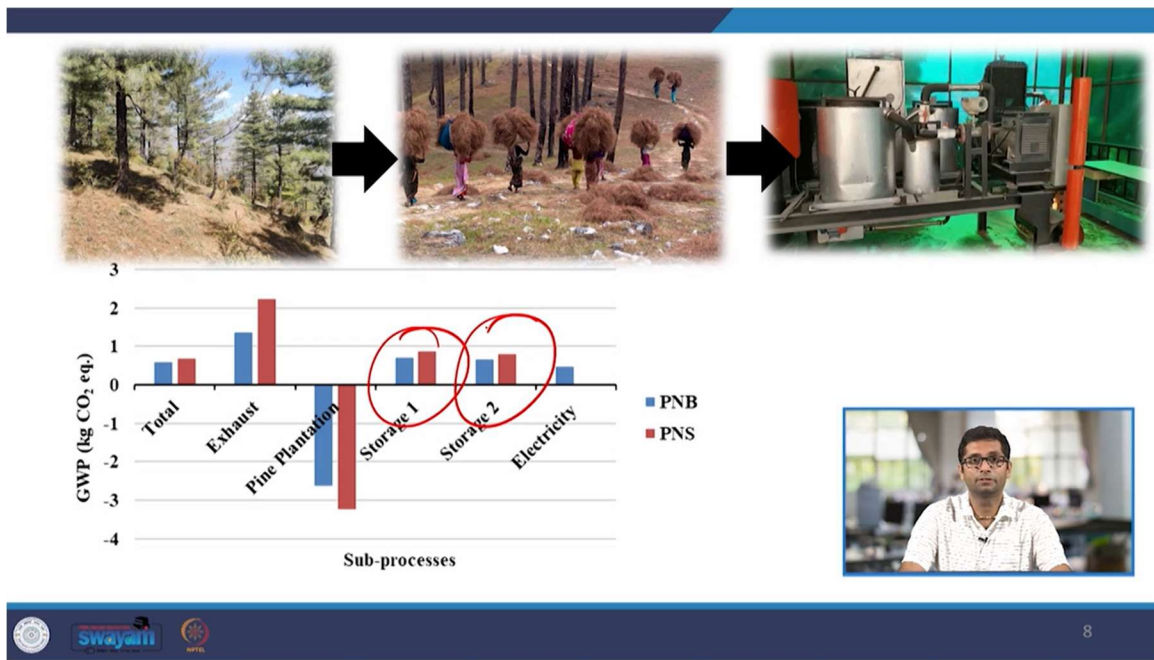 3
2
1
0
-1
-2
-3
-4
GWP (kg CO₂ eq.)
Total
Exhaust
Pine Plantation
Storage 1
Storage 2
Electricity
Sub-processes
PNB
PNS
swayam
NPTEL
8